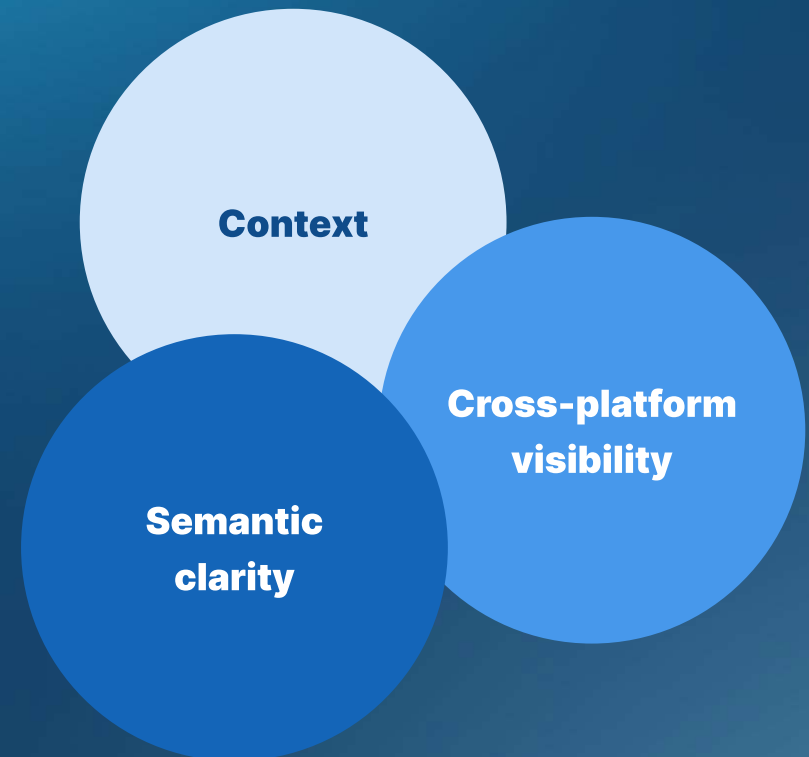 Context
Cross-platform
visibility
Semantic
clarity